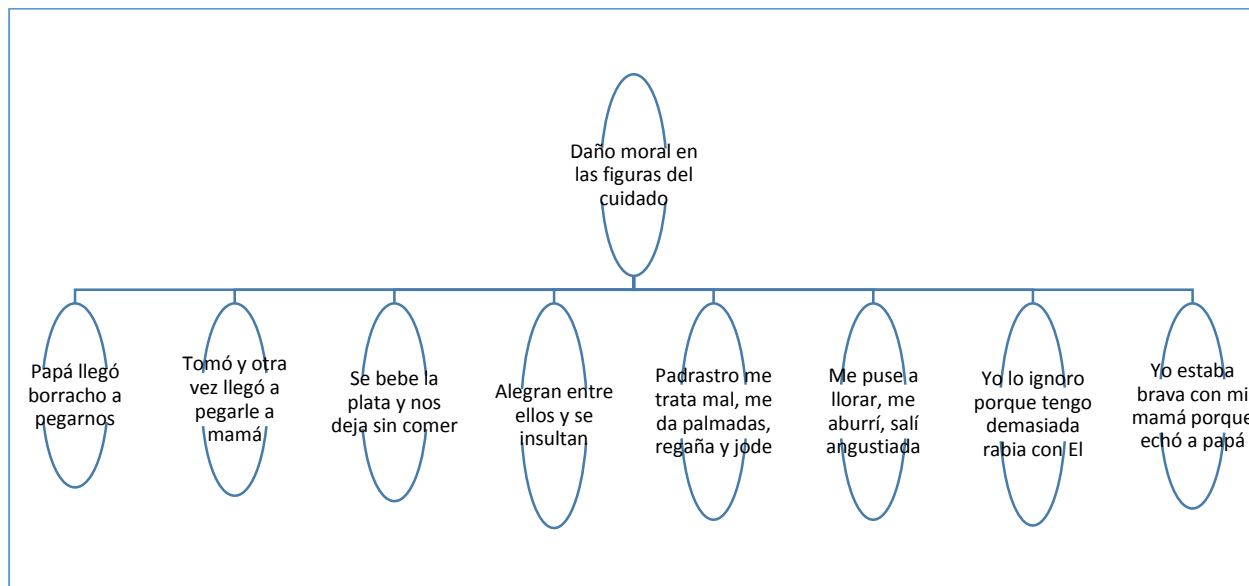 Daño moral en
las figuras del
cuidado
Papá llegó
borracho a
pegarnos
Tomó y otra
vez llegó a
pegarle a
mamá
Se bebe la
plata y nos
deja sin comer
Alegran entre
ellos y se
insultan
Padrastro me
trata mal, me
da palmadas,
regaña y jode
Me puse a
llorar, me
aburrí, salí
angustiada
Yo lo ignoro
porque tengo
demasiada
rabia con El
Yo estaba
brava con mi
mamá porque
echó a papá